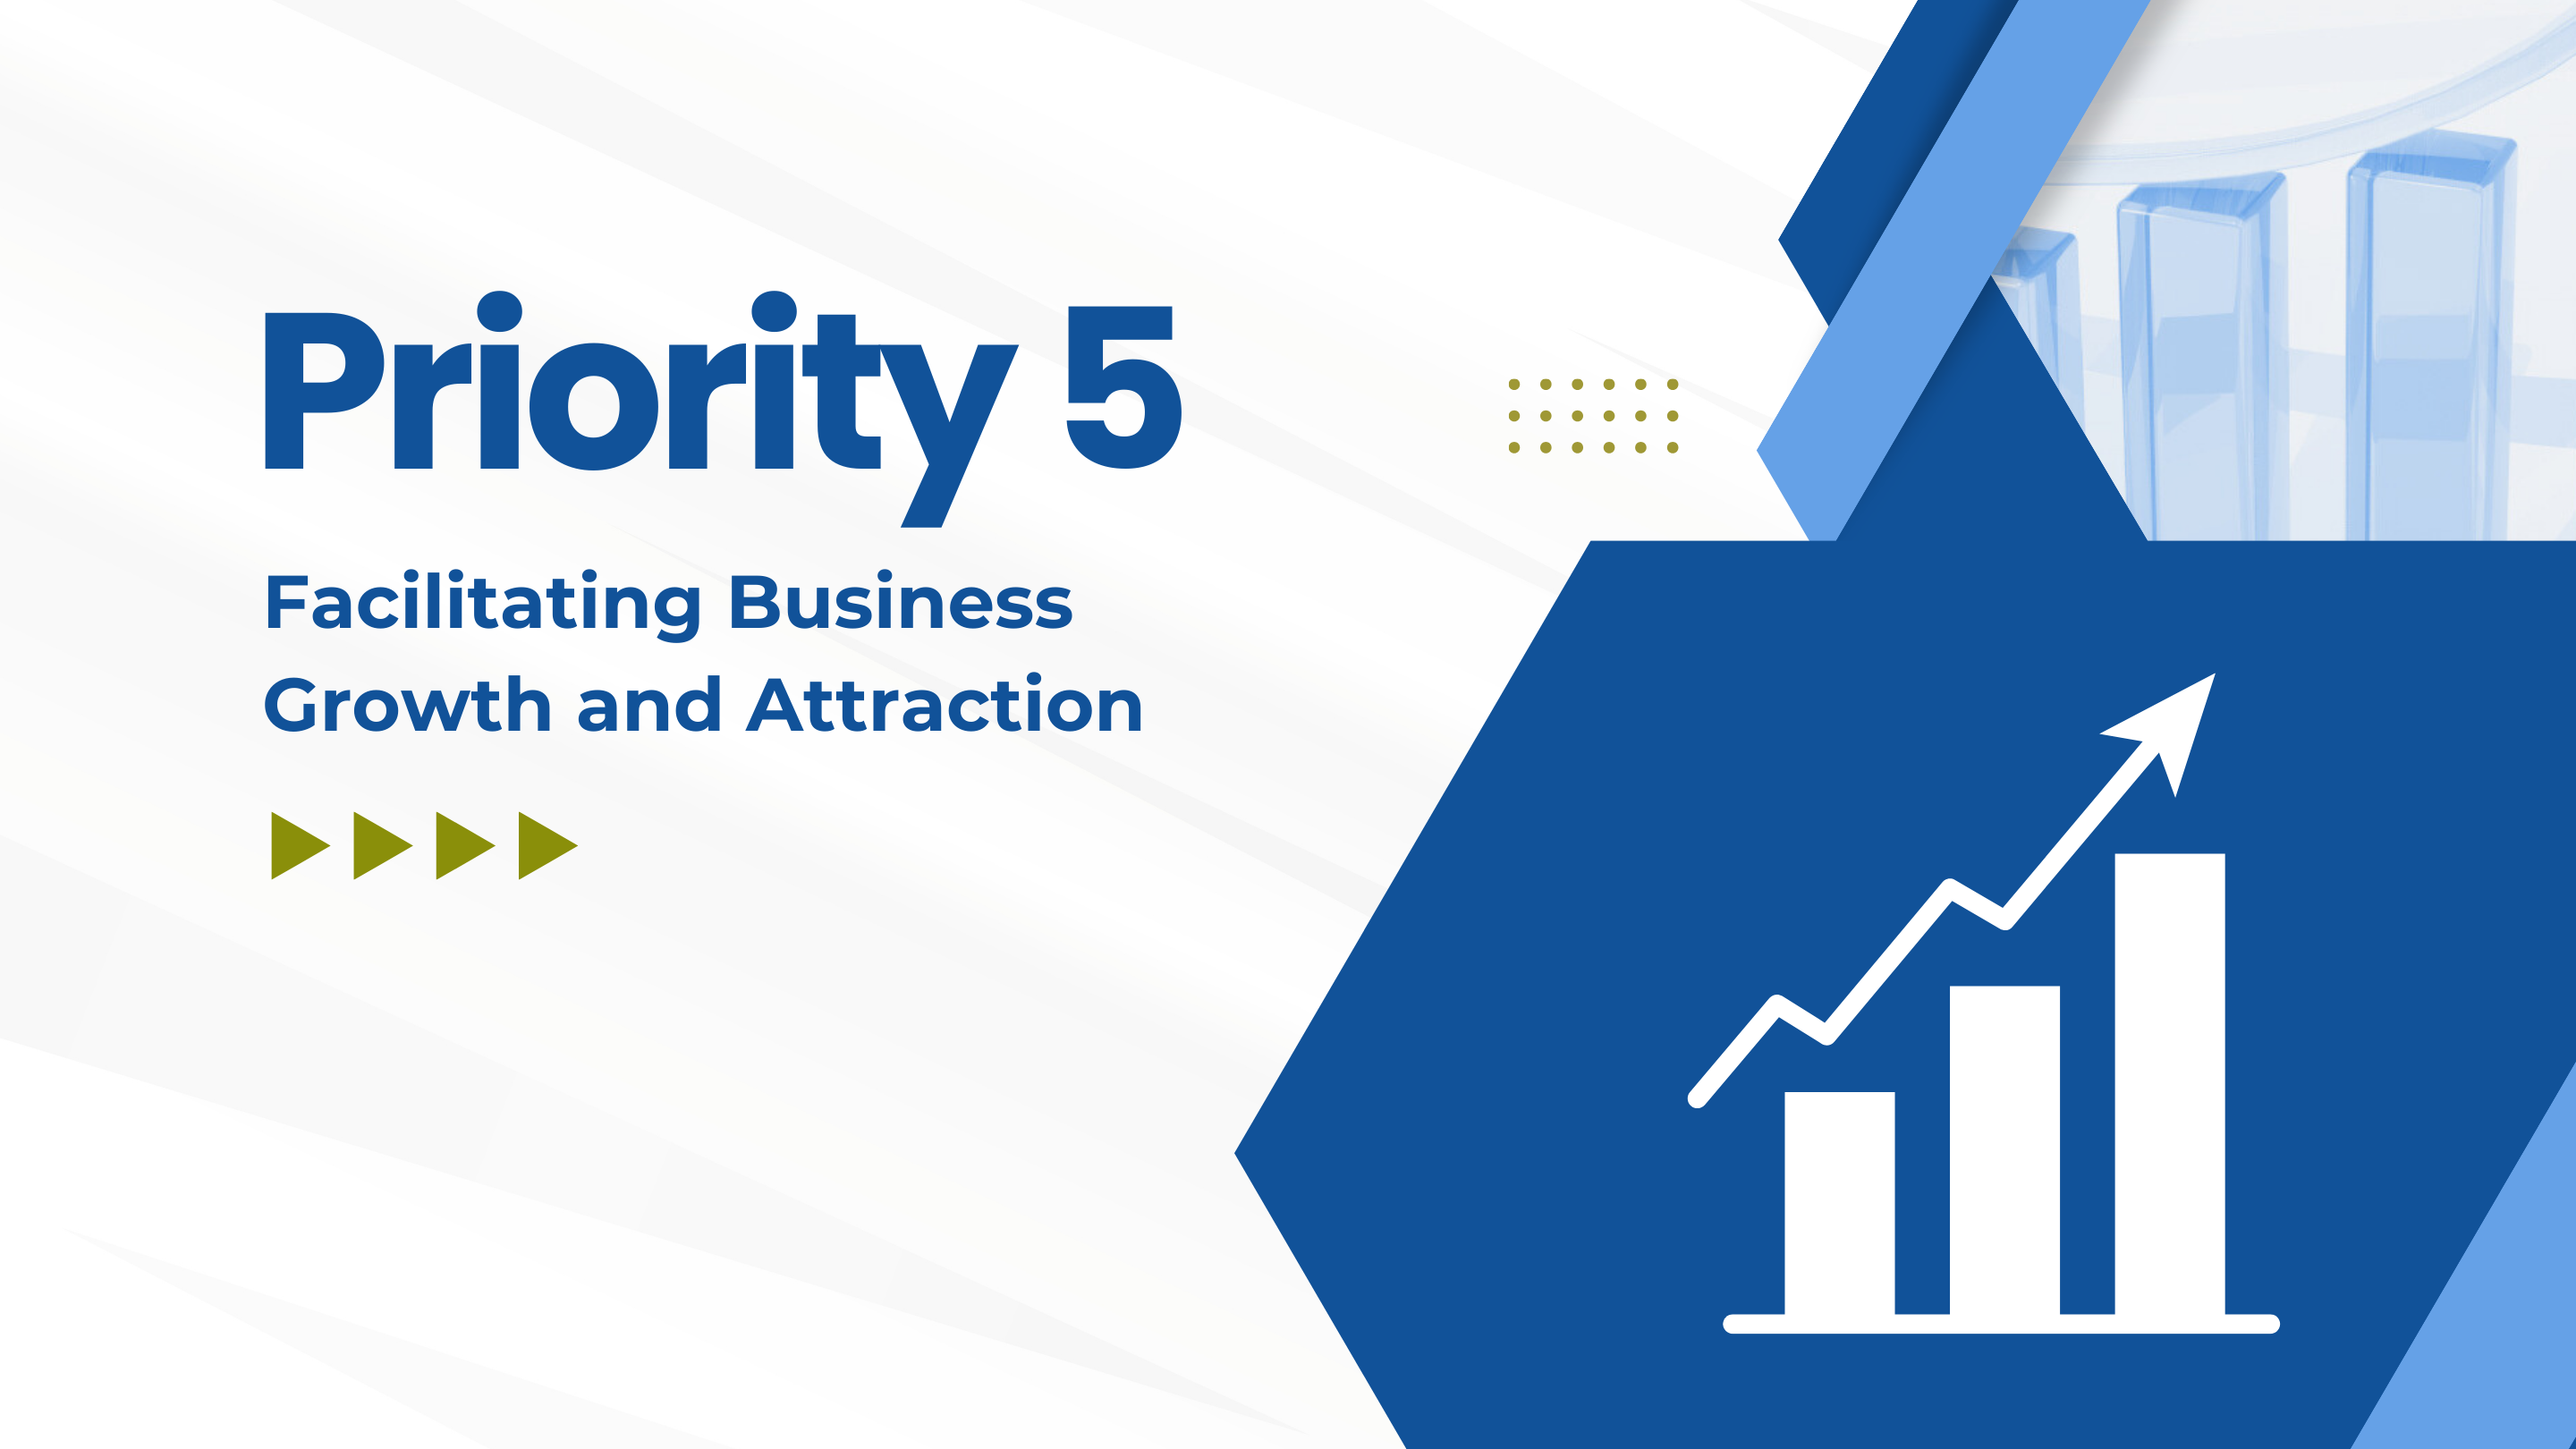 Priority 5
Facilitating Business
Growth and Attraction